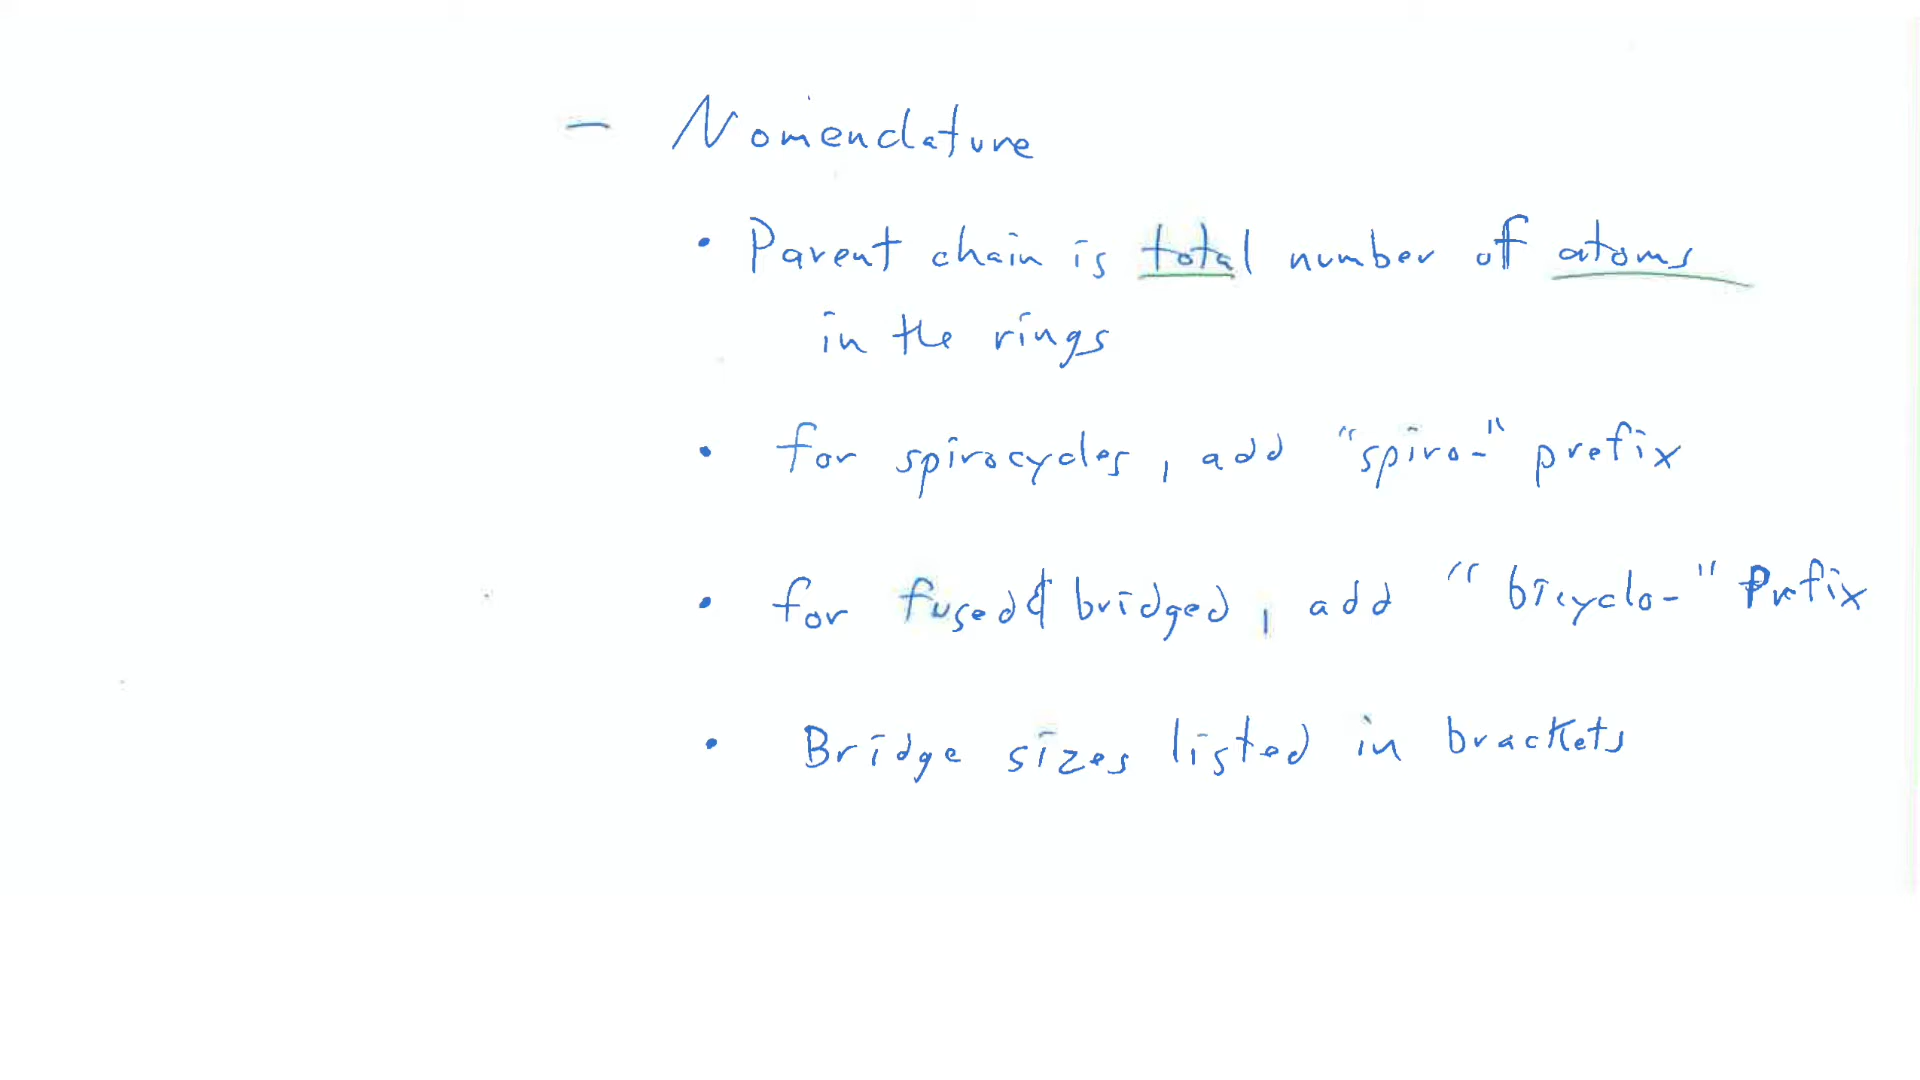 - Nomenclature
• Parent chain is total number of atoms
in the rings
• for spirocycles, add "spiro-" prefix
• for fused & bridged, add "bicyclo-" Prefix
• Bridge sizes listed in brackets